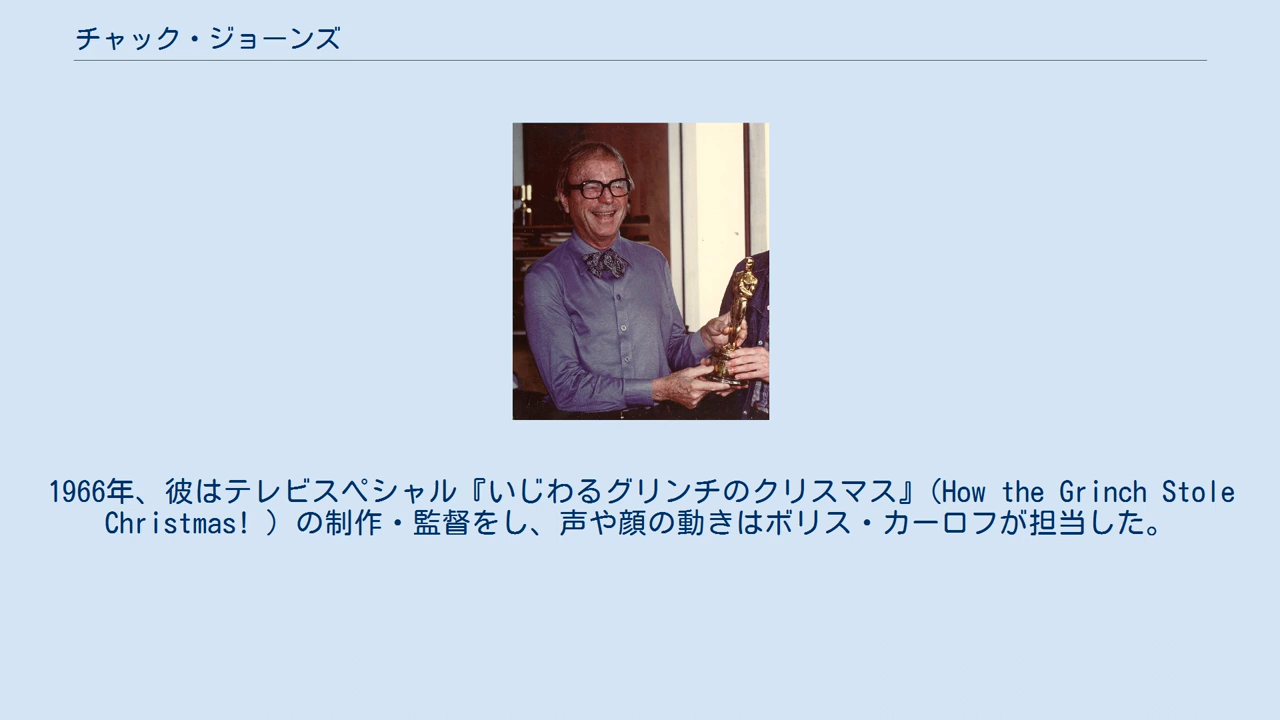 チャック・ジョーンズ
1966年、彼はテレビスペシャル『いじわるグリンチのクリスマス』（How the Grinch Stole
Christmas! ）の制作・監督をし、声や顔の動きはボリス・カーロフが担当した。